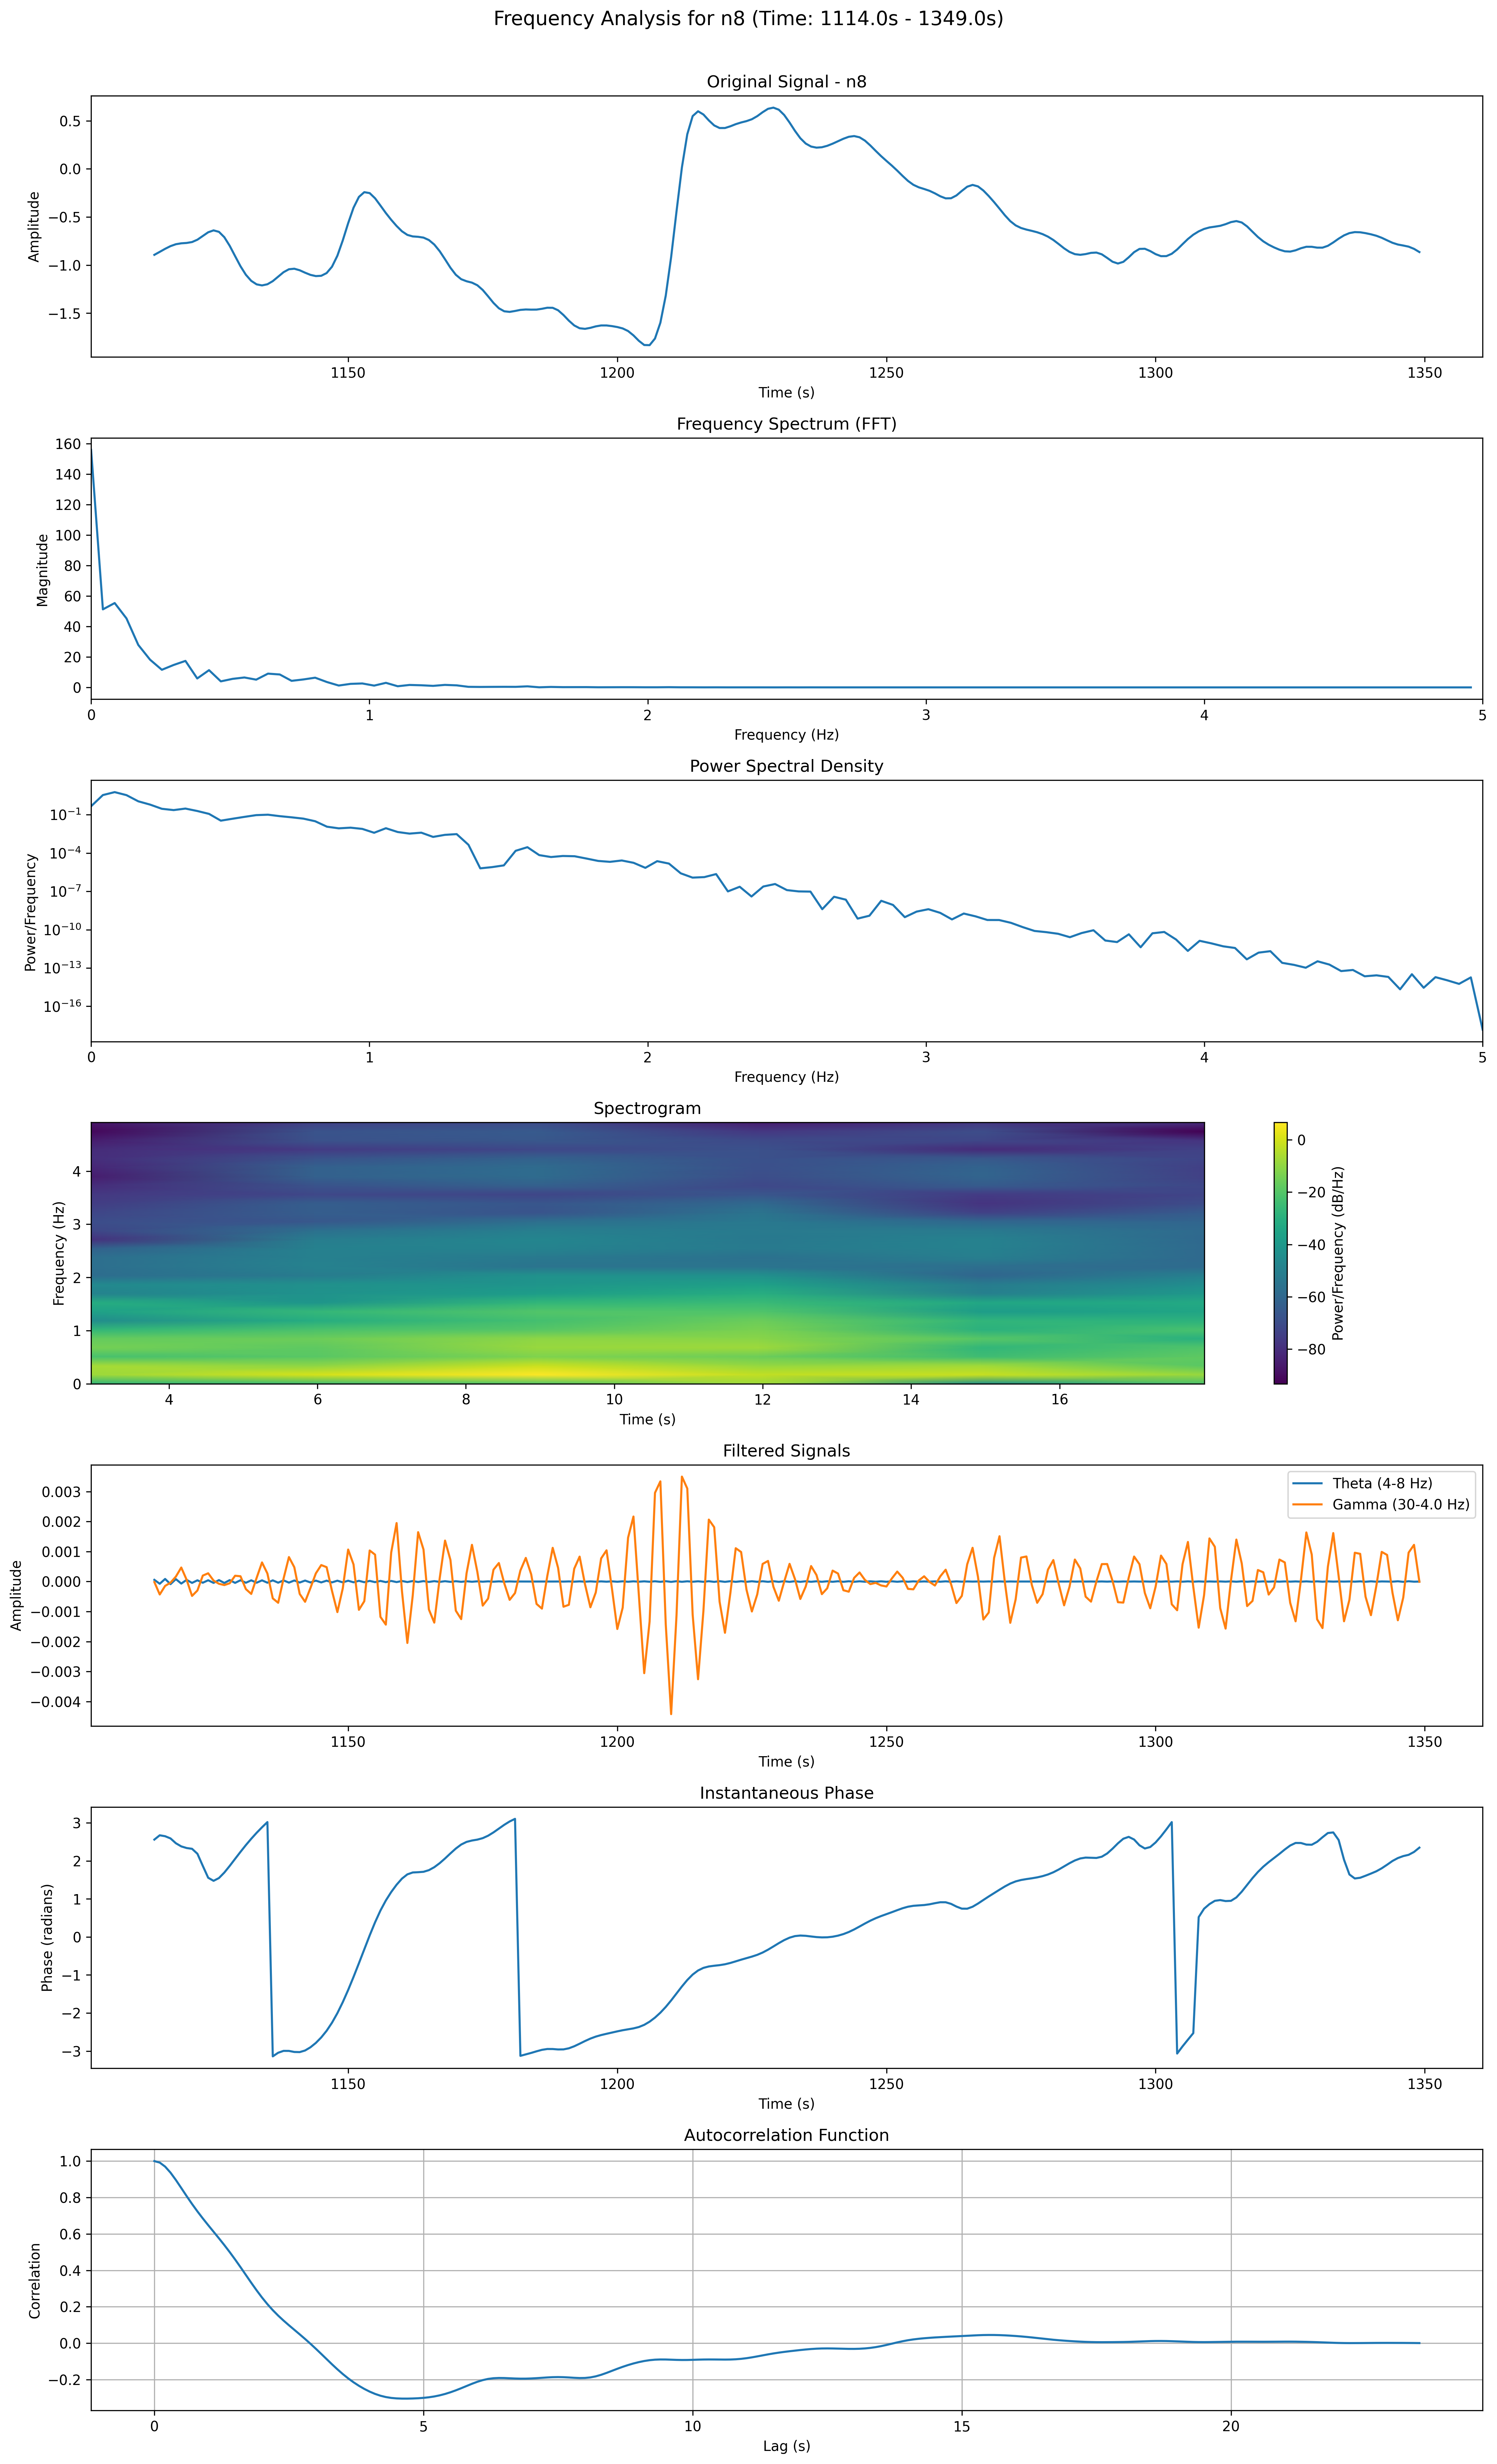 Frequency Analysis for n8 (Time: 1114.0s - 1349.0s)
Original Signal - n8
0.5
0.0
−0.5
−1.0
−1.5
Amplitude
1150 1200 1250 1300 1350
Time (s)
Frequency Spectrum (FFT)
160
140
120
100
80
60
40
20
0
Magnitude
0 1 2 3 4 5
Frequency (Hz)
Power Spectral Density
10⁻¹
10⁻⁴
10⁻⁷
10⁻¹⁰
10⁻¹³
10⁻¹⁶
Power/Frequency
0 1 2 3 4 5
Frequency (Hz)
Spectrogram
4
3
2
1
0
Frequency (Hz)
4 6 8 10 12 14 16
Time (s)
0
−20
−40
−60
−80
Power/Frequency (dB/Hz)
Filtered Signals
Theta (4-8 Hz)
Gamma (30-4.0 Hz)
0.003
0.002
0.001
0.000
−0.001
−0.002
−0.003
−0.004
Amplitude
1150 1200 1250 1300 1350
Time (s)
Instantaneous Phase
3
2
1
0
−1
−2
−3
Phase (radians)
1150 1200 1250 1300 1350
Time (s)
Autocorrelation Function
1.0
0.8
0.6
0.4
0.2
0.0
−0.2
Correlation
0 5 10 15 20
Lag (s)